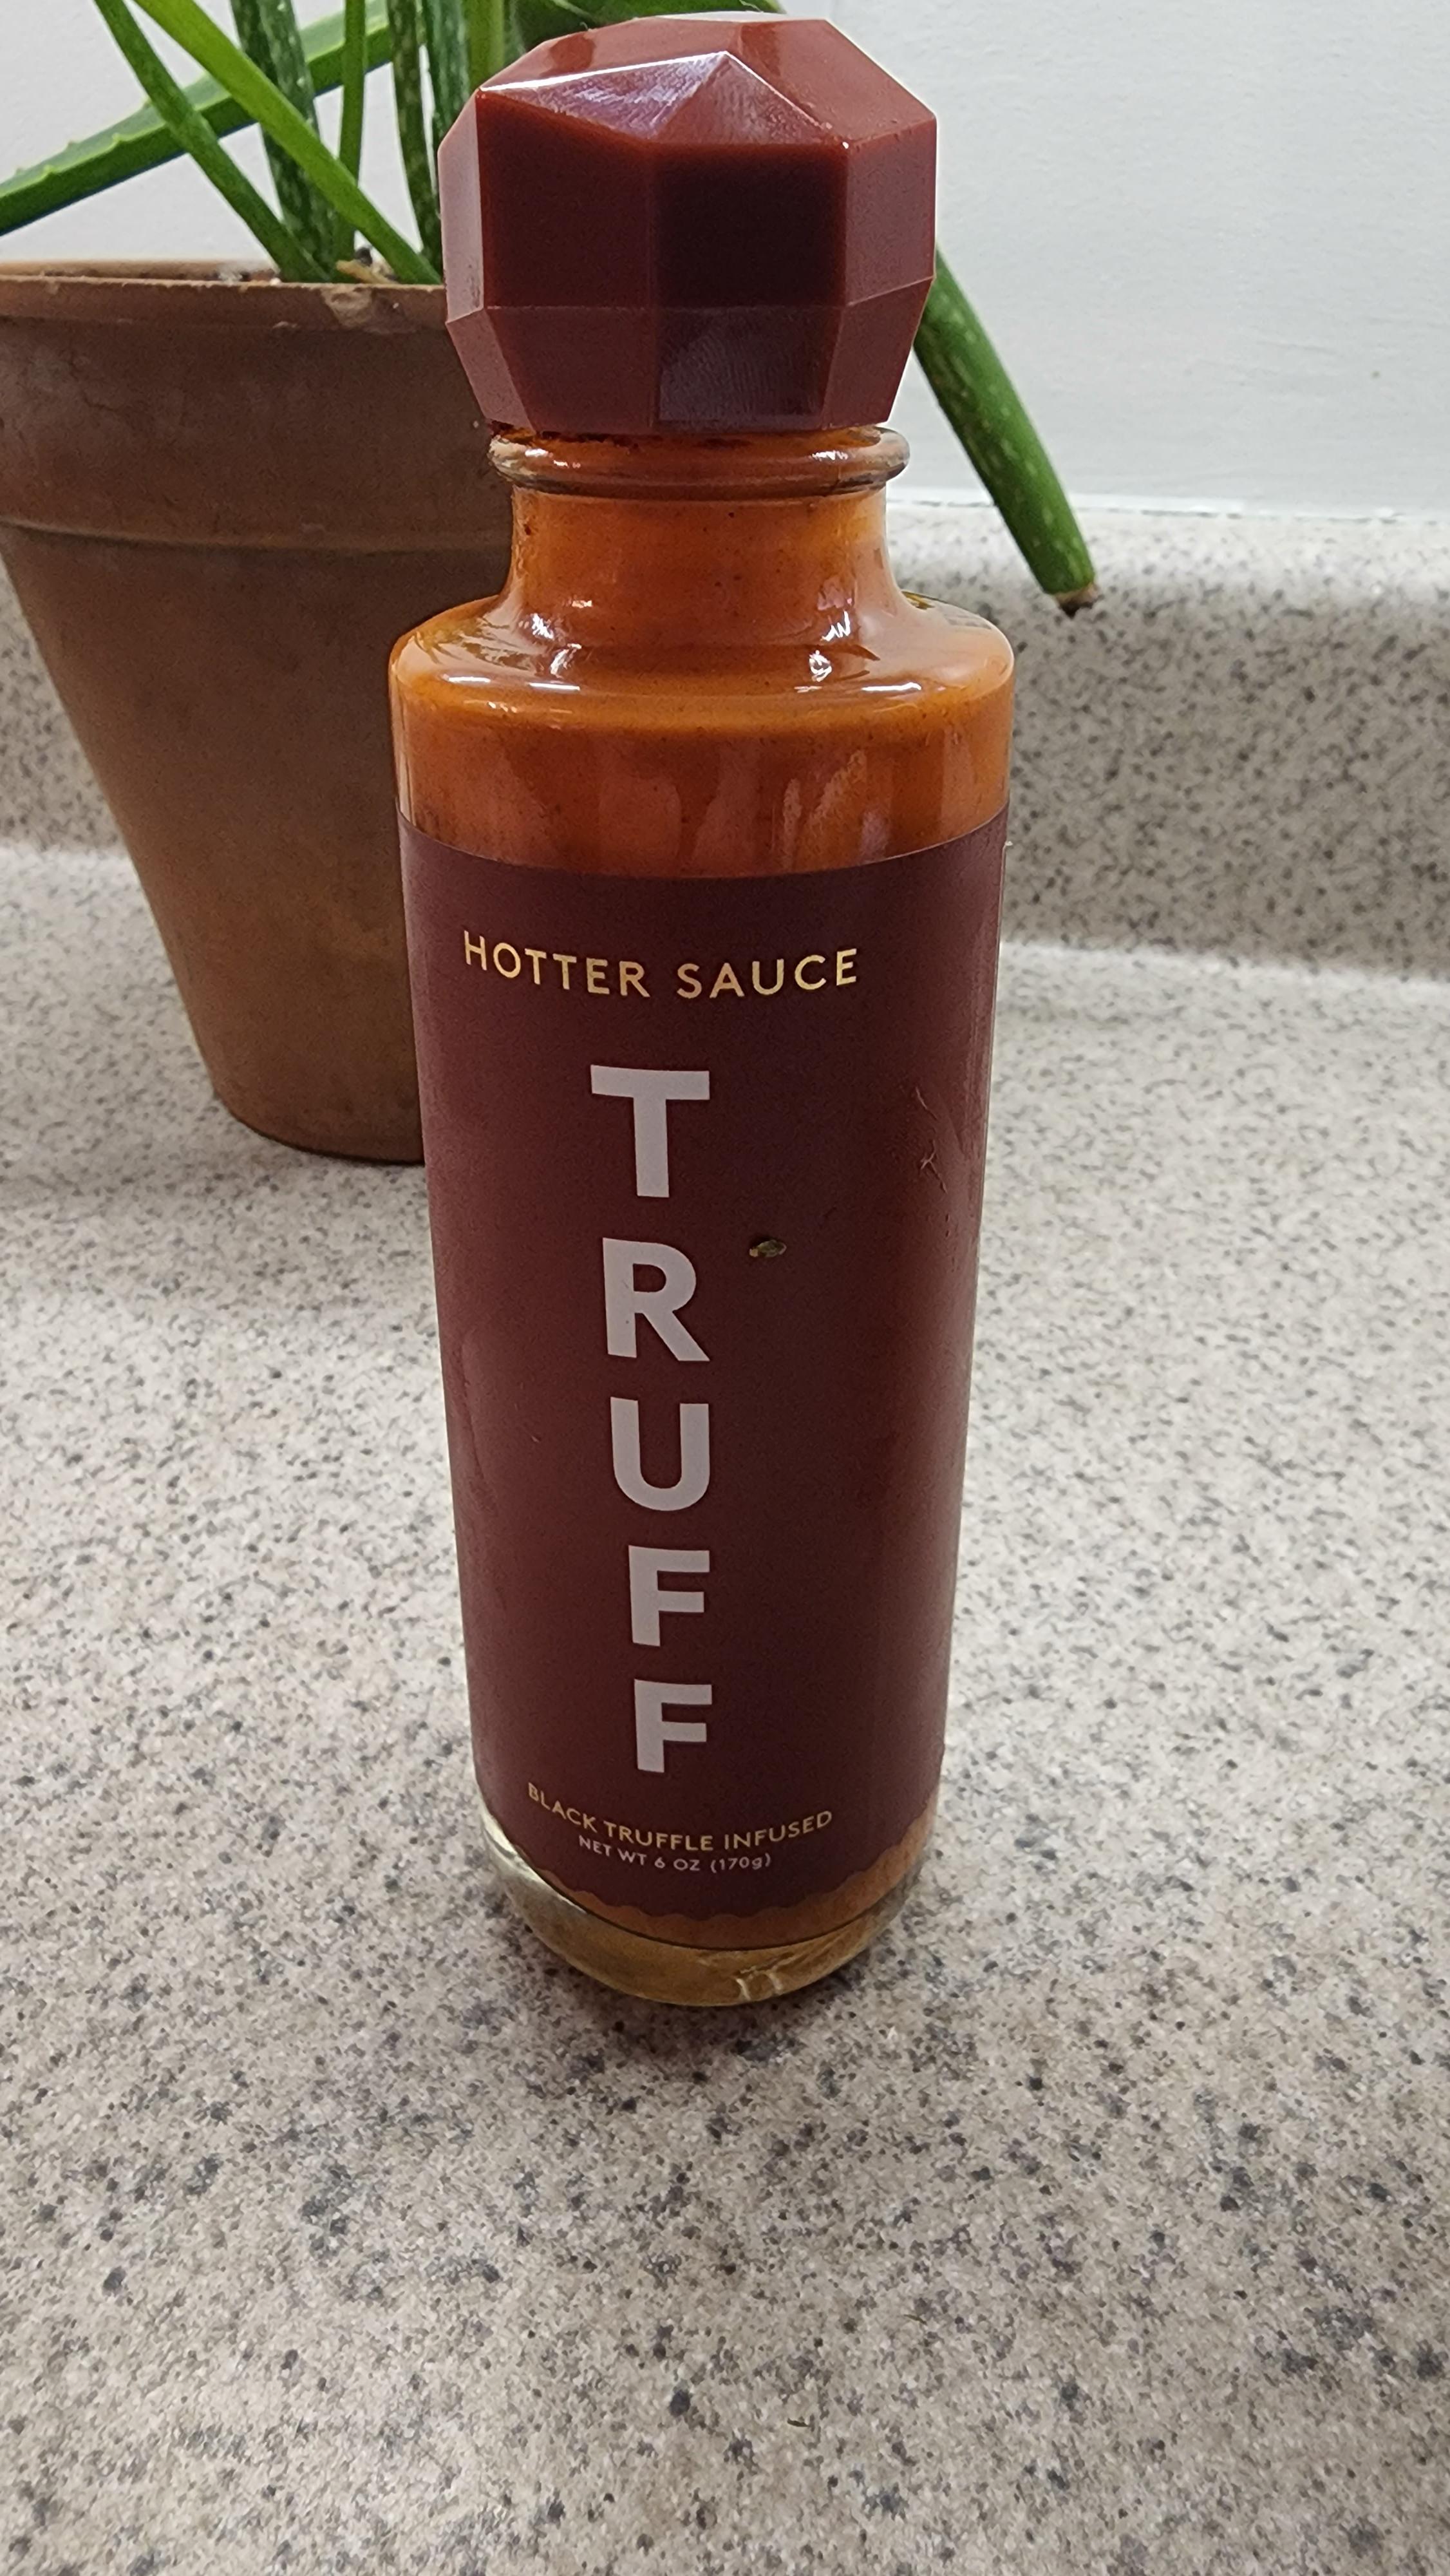 HOTTER SAUCE
TRUFF
BLACK TRUFFLE INFUSED
NET WT 6 OZ (170g)